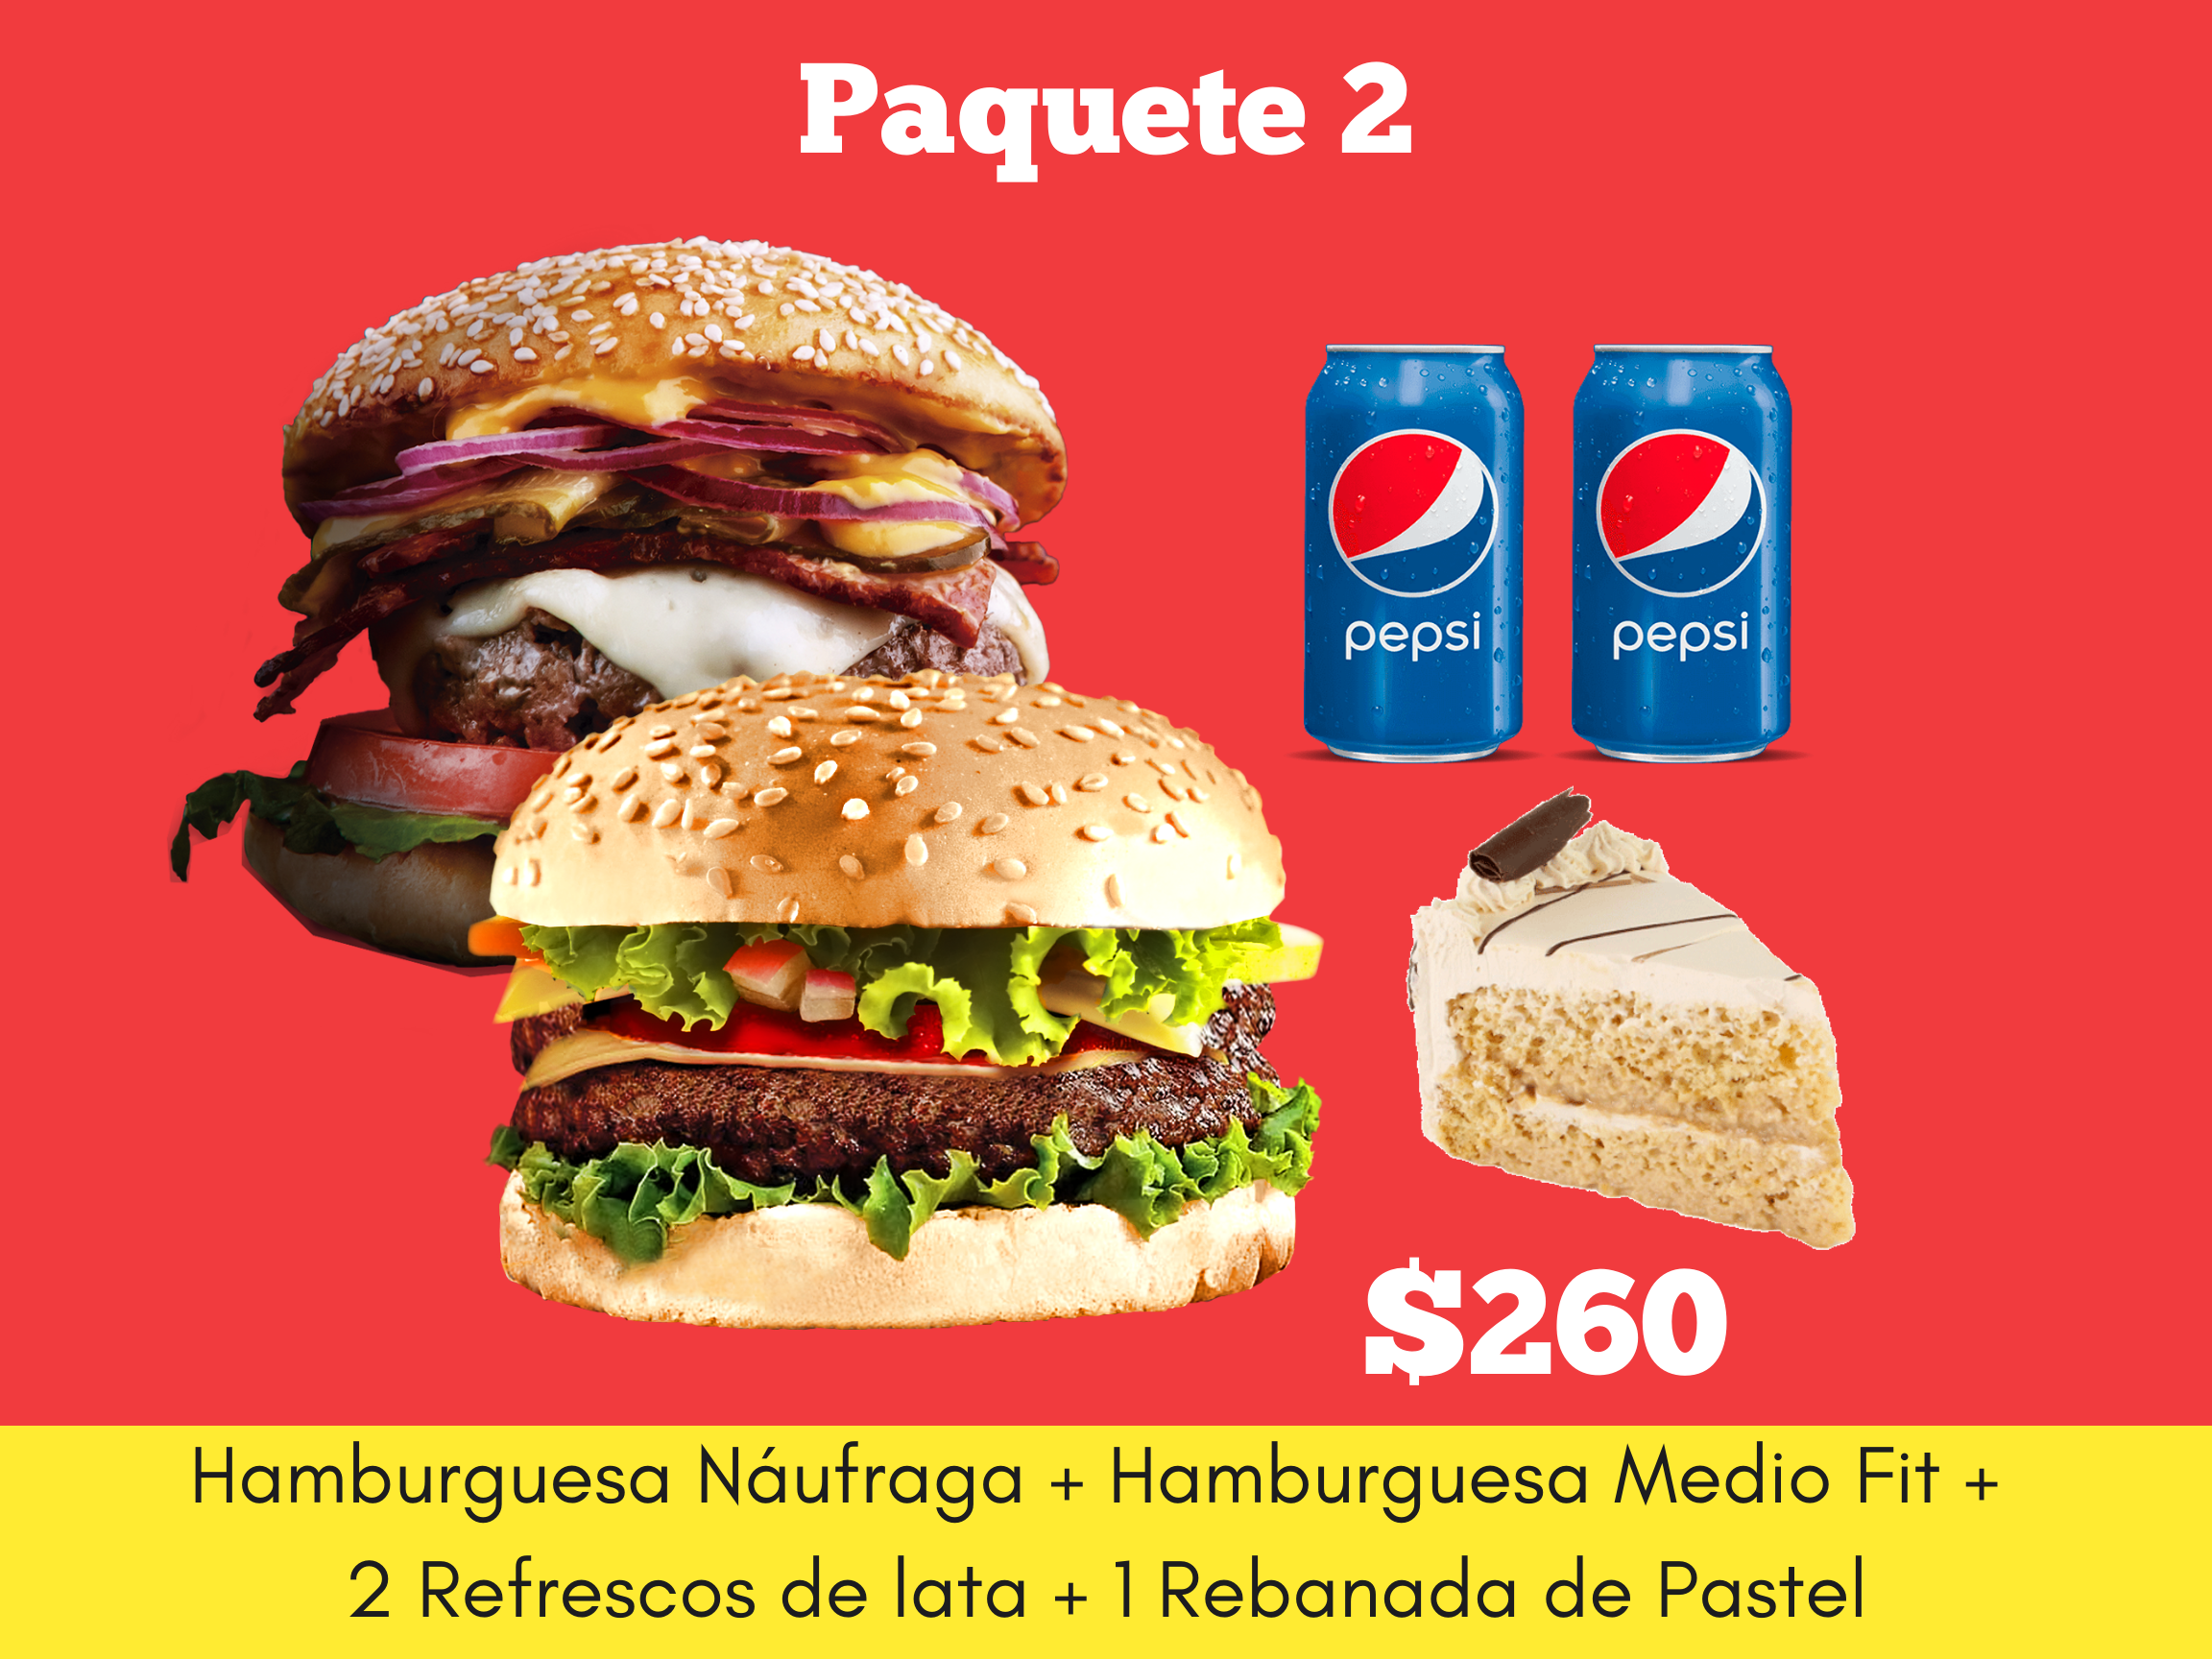 Paquete 2
pepsi
pepsi
$260
Hamburguesa Náufraga + Hamburguesa Medio Fit +
2 Refrescos de lata + 1 Rebanada de Pastel